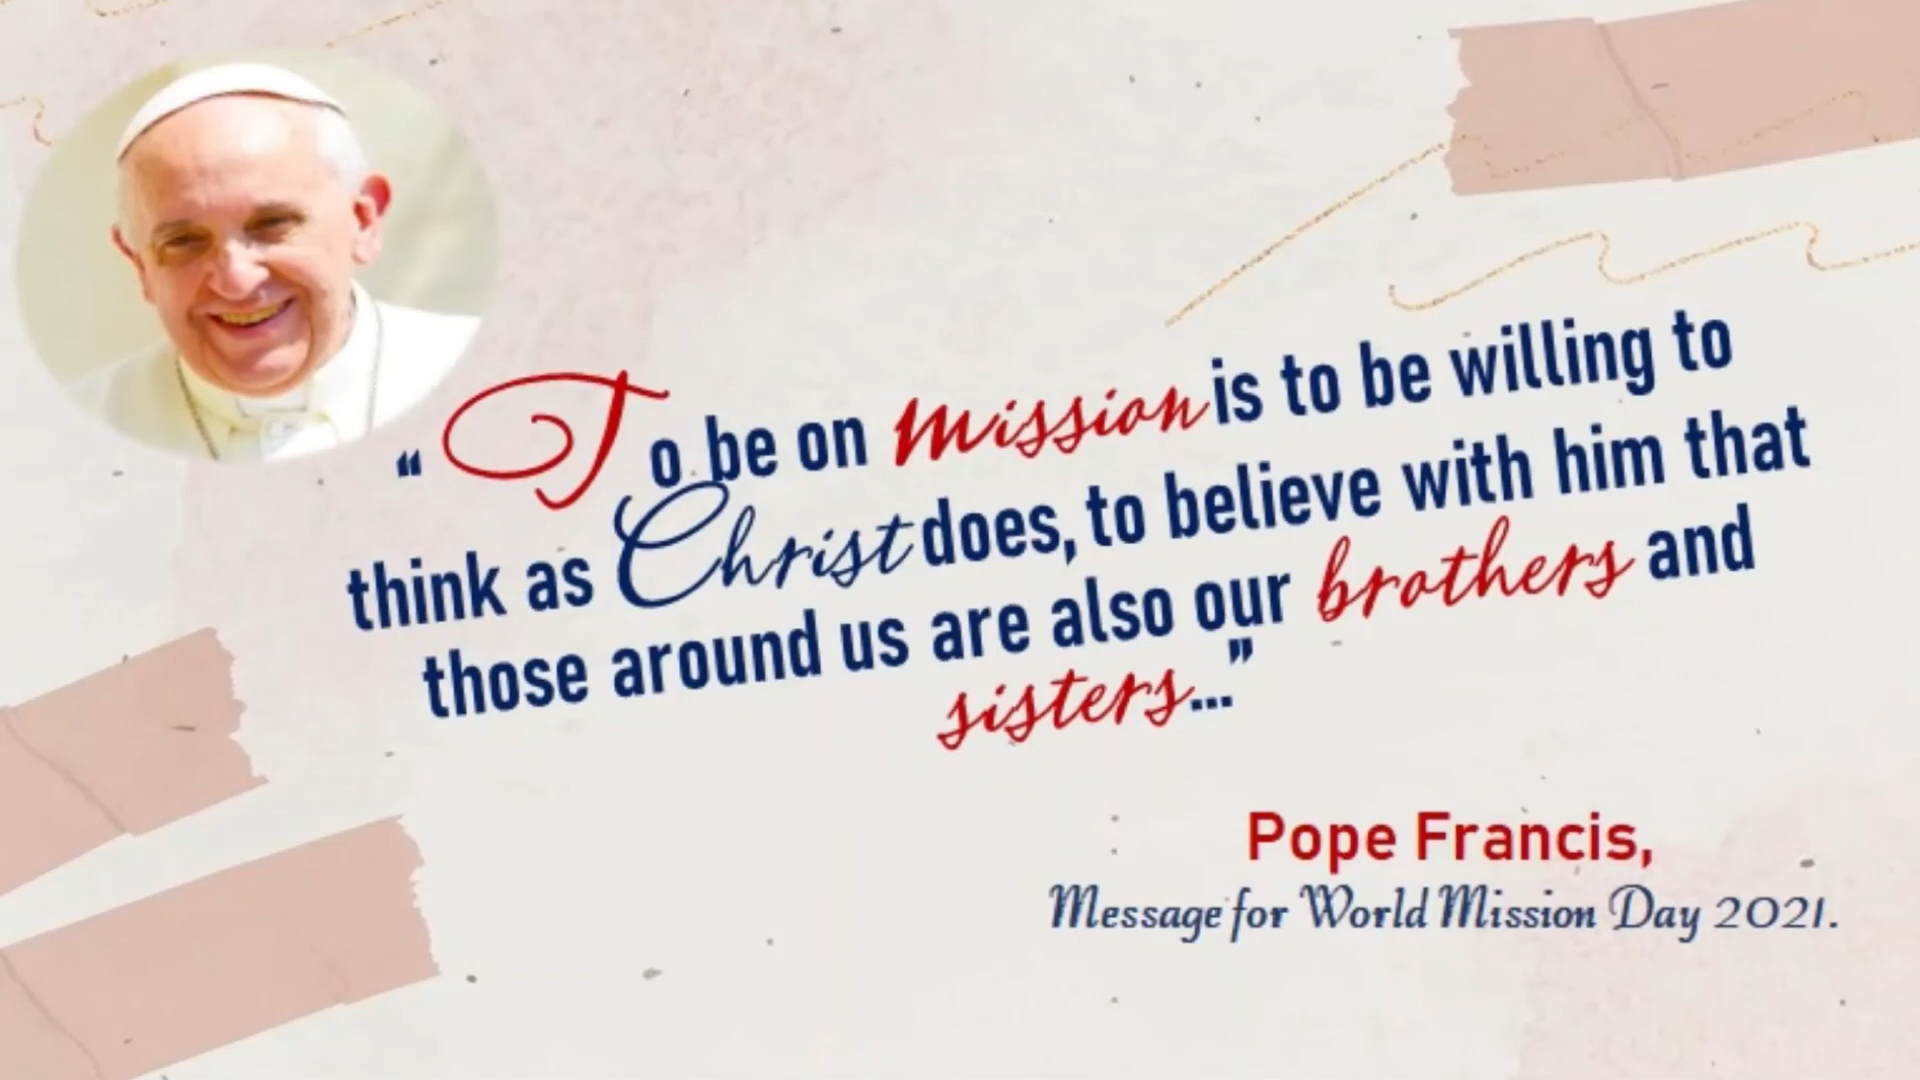 “ To be on mission is to be willing to
think as Christ does, to believe with him that
those around us are also our brothers and
sisters...”
Pope Francis,
Message for World Mission Day 2021.